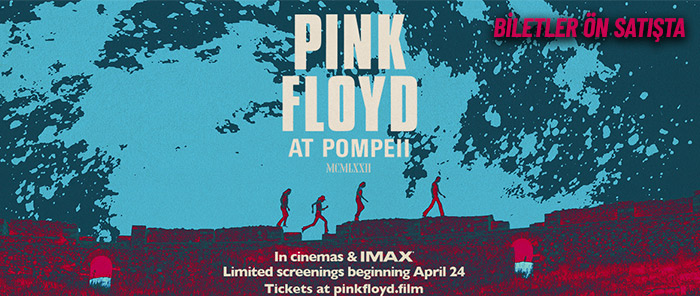 BİLETLER ÖN SATIŞTA
PINK
FLOYD
AT POMPEII
MCMLXXII
In cinemas & IMAX
Limited screenings beginning April 24
Tickets at pinkfloyd.film